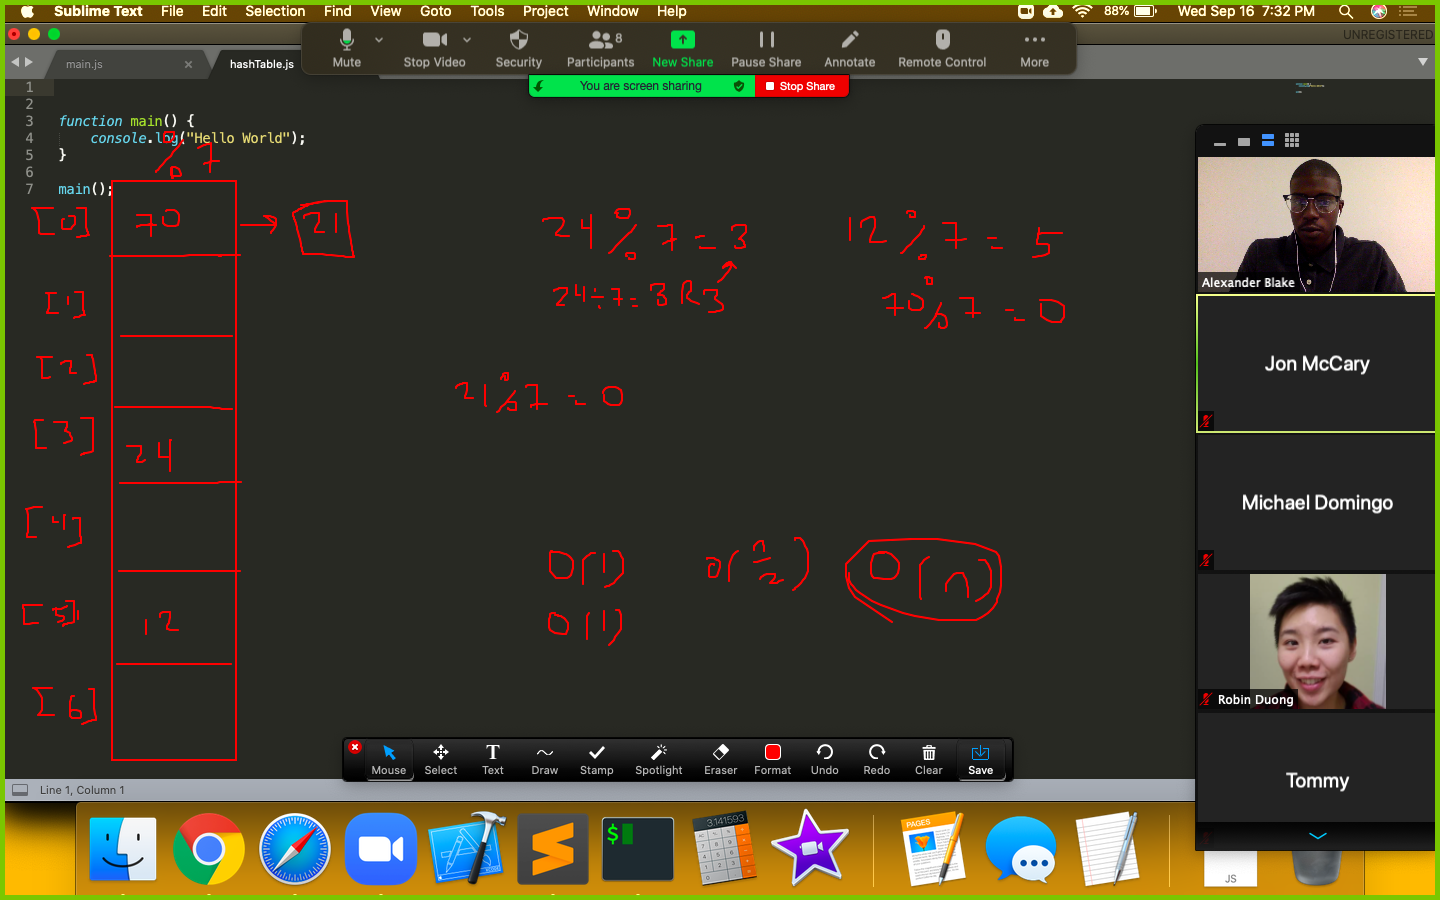 Sublime Text File Edit Selection Find View Goto Tools Project Window Help 88% Wed Sep 16 7:32 PM
UNREGISTERED
main.js × hashTable.js
Mute Stop Video Security Participants 8 New Share Pause Share Annotate Remote Control More
You are screen sharing Stop Share
1
2
3 function main() {
4 console.log("Hello World");
5 }
6
7 main();
% 7
[0] 70 → 21
[1]
[2]
[3] 24
[4]
[5] 12
[6]
24 % 7 = 3
24÷7=3 R3
12 % 7 = 5
70 % 7 = 0
21 % 7 = 0
O(1) O(n/2) O(n)
O(1)
Alexander Blake
Jon McCary
Michael Domingo
Robin Duong
Tommy
Mouse Select Text Draw Stamp Spotlight Eraser Format Undo Redo Clear Save
Line 1, Column 1
$
3.141593
PAGES
JS